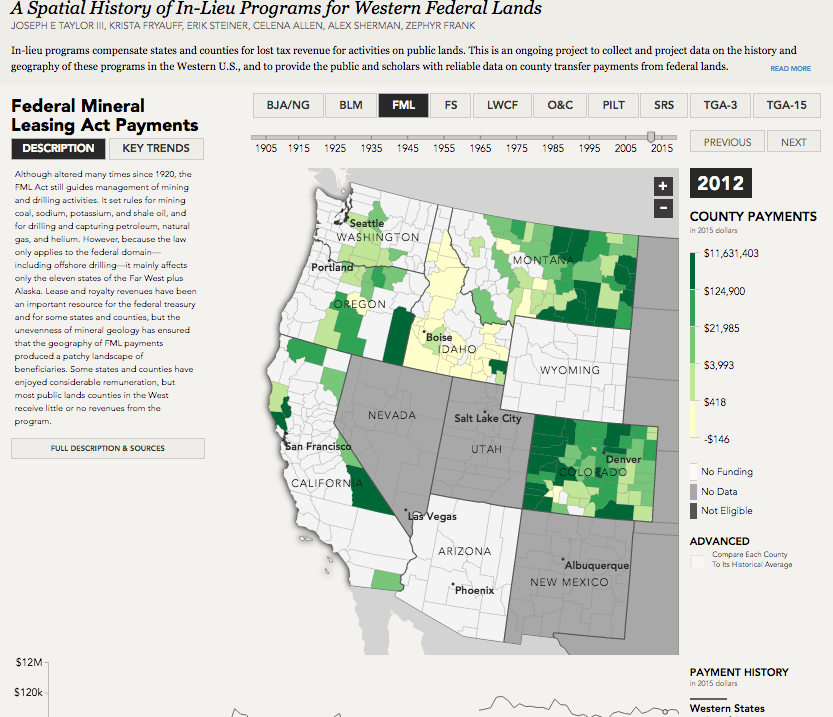 A Spatial History of In-Lieu Programs for Western Federal Lands
JOSEPH E TAYLOR III, KRISTA FRYAUFF, ERIK STEINER, CELENA ALLEN, ALEX SHERMAN, ZEPHYR FRANK
In-lieu programs compensate states and counties for lost tax revenue for activities on public lands. This is an ongoing project to collect and project data on the history and
geography of these programs in the Western U.S., and to provide the public and scholars with reliable data on county transfer payments from federal lands.
READ MORE
Federal Mineral
Leasing Act Payments
DESCRIPTION
KEY TRENDS
Although altered many times since 1920, the
FML Act still guides management of mining
and drilling activities. It set rules for mining
coal, sodium, potassium, and shale oil, and
for drilling and capturing petroleum, natural
gas, and helium. However, because the law
only applies to the federal domain—
including offshore drilling—it mainly affects
only the eleven states of the Far West plus
Alaska. Lease and royalty revenues have been
an important resource for the federal treasury
and for some states and counties, but the
unevenness of mineral geology has ensured
that the geography of FML payments
produced a patchy landscape of
beneficiaries. Some states and counties have
enjoyed considerable remuneration, but
most public lands counties in the West
receive little or no revenues from the
program.
FULL DESCRIPTION & SOURCES
BJA/NG BLM FML FS LWCF O&C PILT SRS TGA-3 TGA-15
1905 1915 1925 1935 1945 1955 1965 1975 1985 1995 2005 2015
PREVIOUS NEXT
+
−
Seattle
WASHINGTON
Portland
OREGON
MONTANA
Boise
IDAHO
WYOMING
NEVADA
Salt Lake City
UTAH
Denver
COLORADO
San Francisco
CALIFORNIA
Las Vegas
ARIZONA
Phoenix
Albuquerque
NEW MEXICO
2012
COUNTY PAYMENTS
in 2015 dollars
$11,631,403
$124,900
$21,985
$3,993
$418
-$146
No Funding
No Data
Not Eligible
ADVANCED
Compare Each County
To Its Historical Average
$12M
$120k
PAYMENT HISTORY
in 2015 dollars
Western States